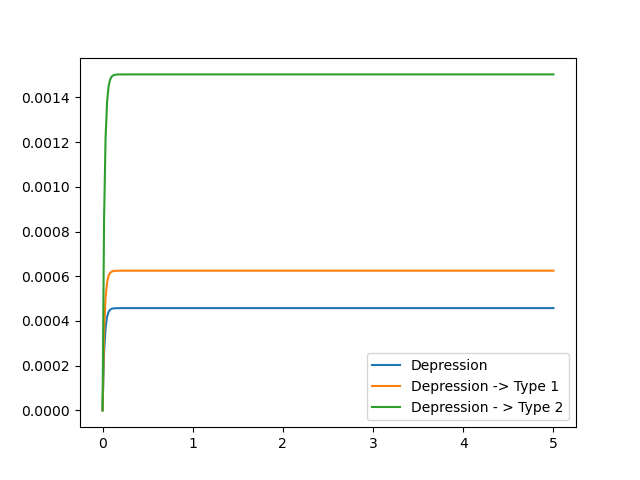 0.0014
0.0012
0.0010
0.0008
0.0006
0.0004
0.0002
0.0000
Depression
Depression -> Type 1
Depression - > Type 2
0 1 2 3 4 5